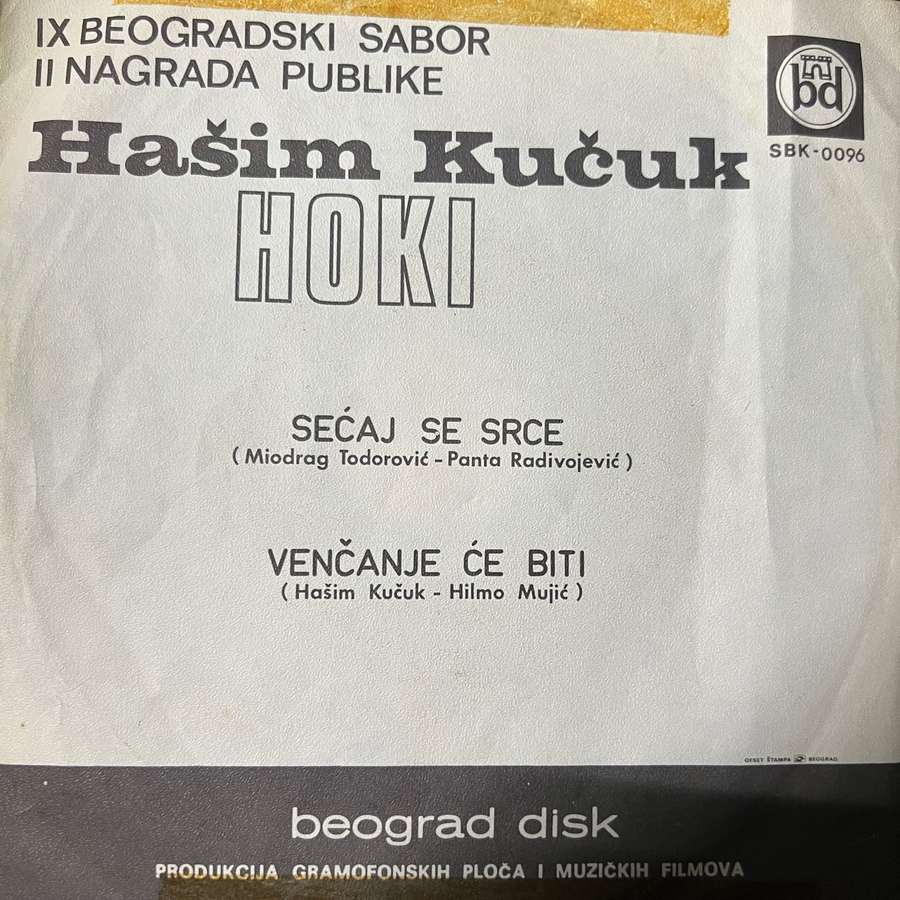 IX BEOGRADSKI SABOR
II NAGRADA PUBLIKE
bd
SBK-0096
Hašim Kučuk
HOKI
SEĆAJ SE SRCE
(Miodrag Todorović - Panta Radivojević)
VENČANJE ĆE BITI
(Hašim Kučuk - Hilmo Mujić)
OFSET ŠTAMPA BEOGRAD
beograd disk
PRODUKCIJA GRAMOFONSKIH PLOČA I MUZIČKIH FILMOVA